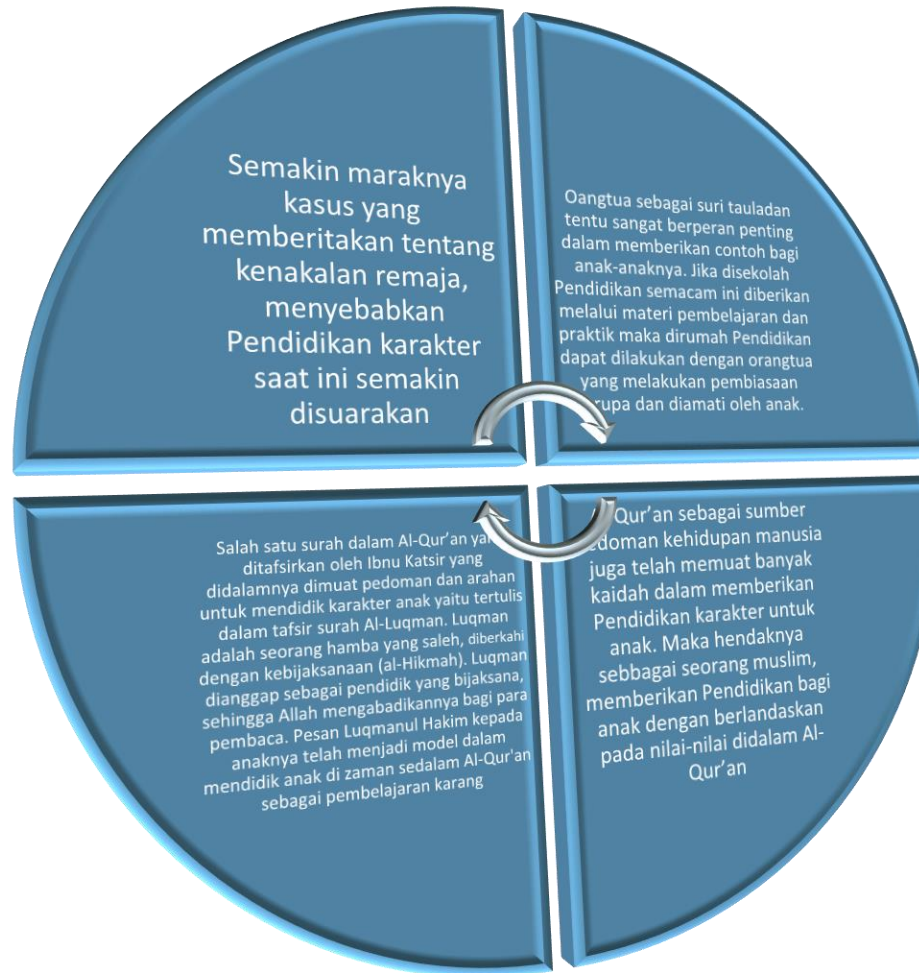 Semakin maraknya
kasus yang
memberitakan tentang
kenakalan remaja,
menyebabkan
Pendidikan karakter
saat ini semakin
disuarakan
Oangtua sebagai suri tauladan
tentu sangat berperan penting
dalam memberikan contoh bagi
anak-anaknya. Jika disekolah
Pendidikan semacam ini diberikan
melalui materi pembelajaran dan
praktik maka dirumah Pendidikan
dapat dilakukan dengan orangtua
yang melakukan pembiasaan
dan diamati oleh anak.
Qur'an sebagai sumber
kehidupan manusia
juga telah memuat banyak
kaidah dalam memberikan
Pendidikan karakter untuk
anak. Maka hendaknya
sebbagai seorang muslim,
memberikan Pendidikan bagi
anak dengan berlandaskan
pada nilai-nilai didalam Al-
Qur'an
Salah satu surah dalam Al-Qur'an
ditafsirkan oleh Ibnu Katsir yang
didalamnya dimuat pedoman dan arahan
untuk mendidik karakter anak yaitu tertulis
dalam tafsir surah Al-Luqman. Luqman
adalah seorang hamba yang saleh, diberkahi
dengan kebijaksanaan (al-Hikmah). Luqman
dianggap sebagai pendidik yang bijaksana,
sehingga Allah mengabadikannya bagi para
pembaca. Pesan Luqmanul Hakim kepada
anaknya telah menjadi model dalam
mendidik anak di zaman sedalam Al-Qur'an
sebagai pembelajaran karang